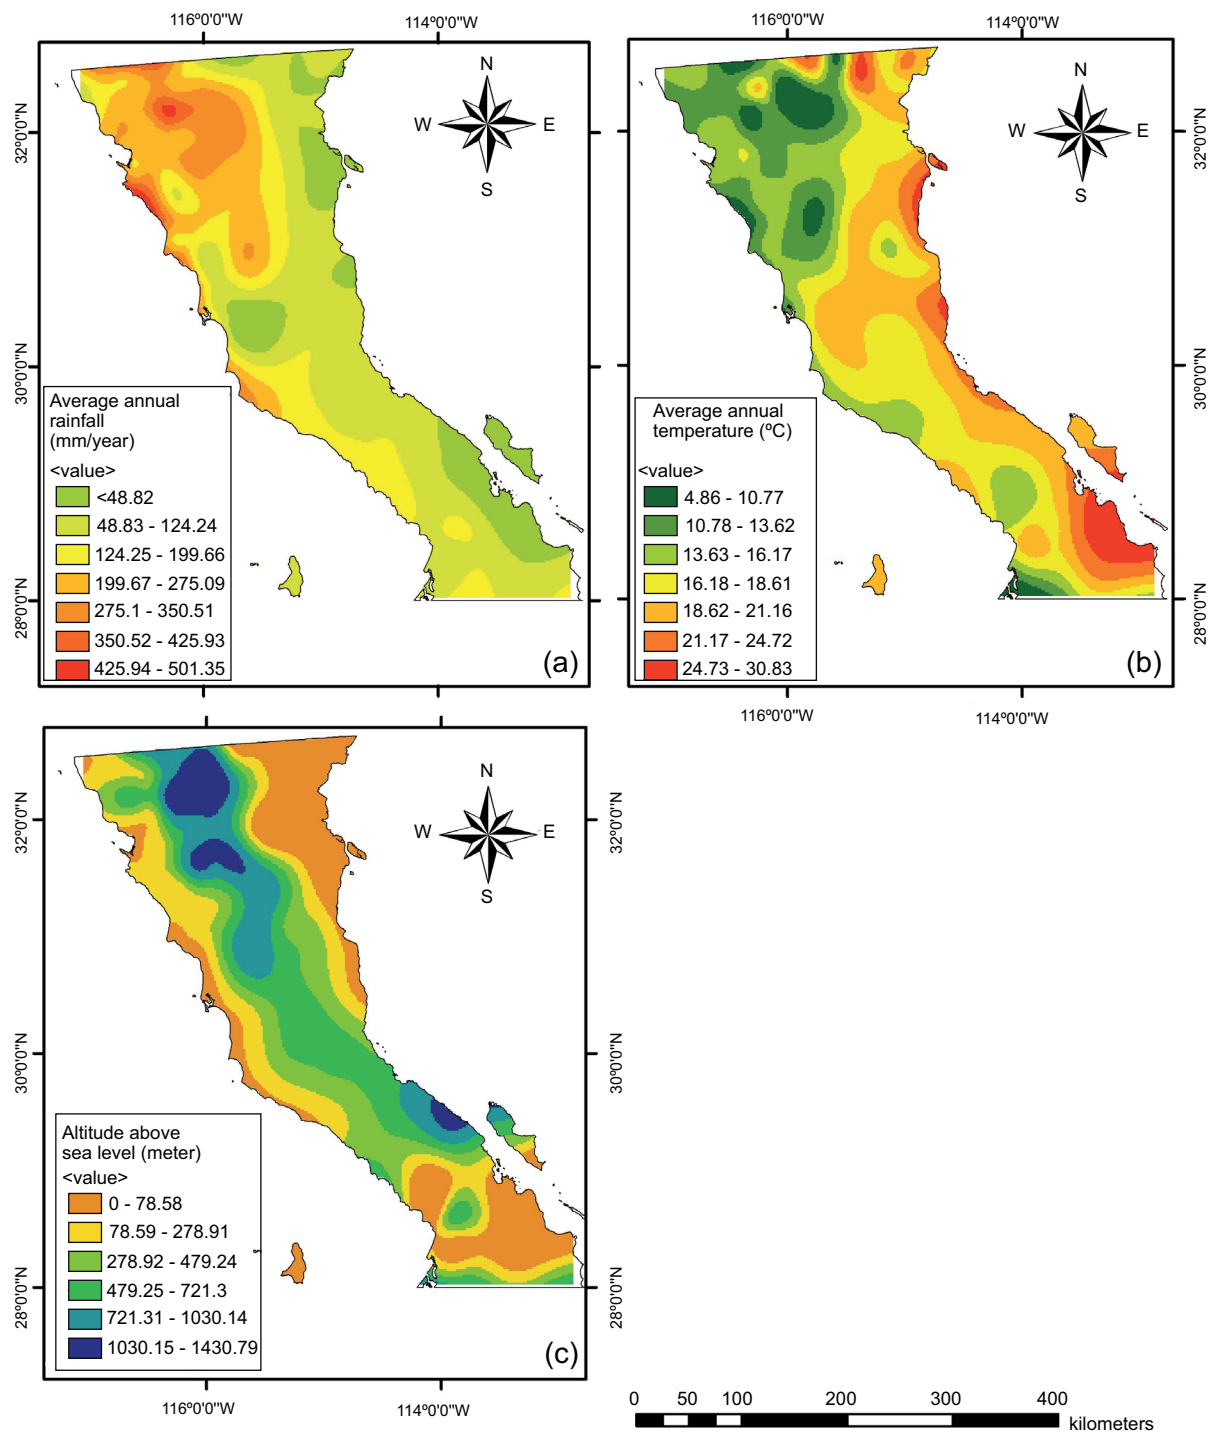 116º0'0"W
114º0'0"W
32º0'0"N
30º0'0"N
28º0'0"N
N
W
E
S
Average annual
rainfall
(mm/year)
<value>
<48.82
48.83 - 124.24
124.25 - 199.66
199.67 - 275.09
275.1 - 350.51
350.52 - 425.93
425.94 - 501.35
(a)
116º0'0"W
114º0'0"W
N
W
E
S
32º0'0"N
30º0'0"N
28º0'0"N
Average annual
temperature (ºC)
<value>
4.86 - 10.77
10.78 - 13.62
13.63 - 16.17
16.18 - 18.61
18.62 - 21.16
21.17 - 24.72
24.73 - 30.83
(b)
116º0'0"W
114º0'0"W
32º0'0"N
30º0'0"N
28º0'0"N
N
W
E
S
32º0'0"N
30º0'0"N
28º0'0"N
Altitude above
sea level (meter)
<value>
0 - 78.58
78.59 - 278.91
278.92 - 479.24
479.25 - 721.3
721.31 - 1030.14
1030.15 - 1430.79
(c)
116º0'0"W
114º0'0"W
0 50 100 200 300 400
kilometers